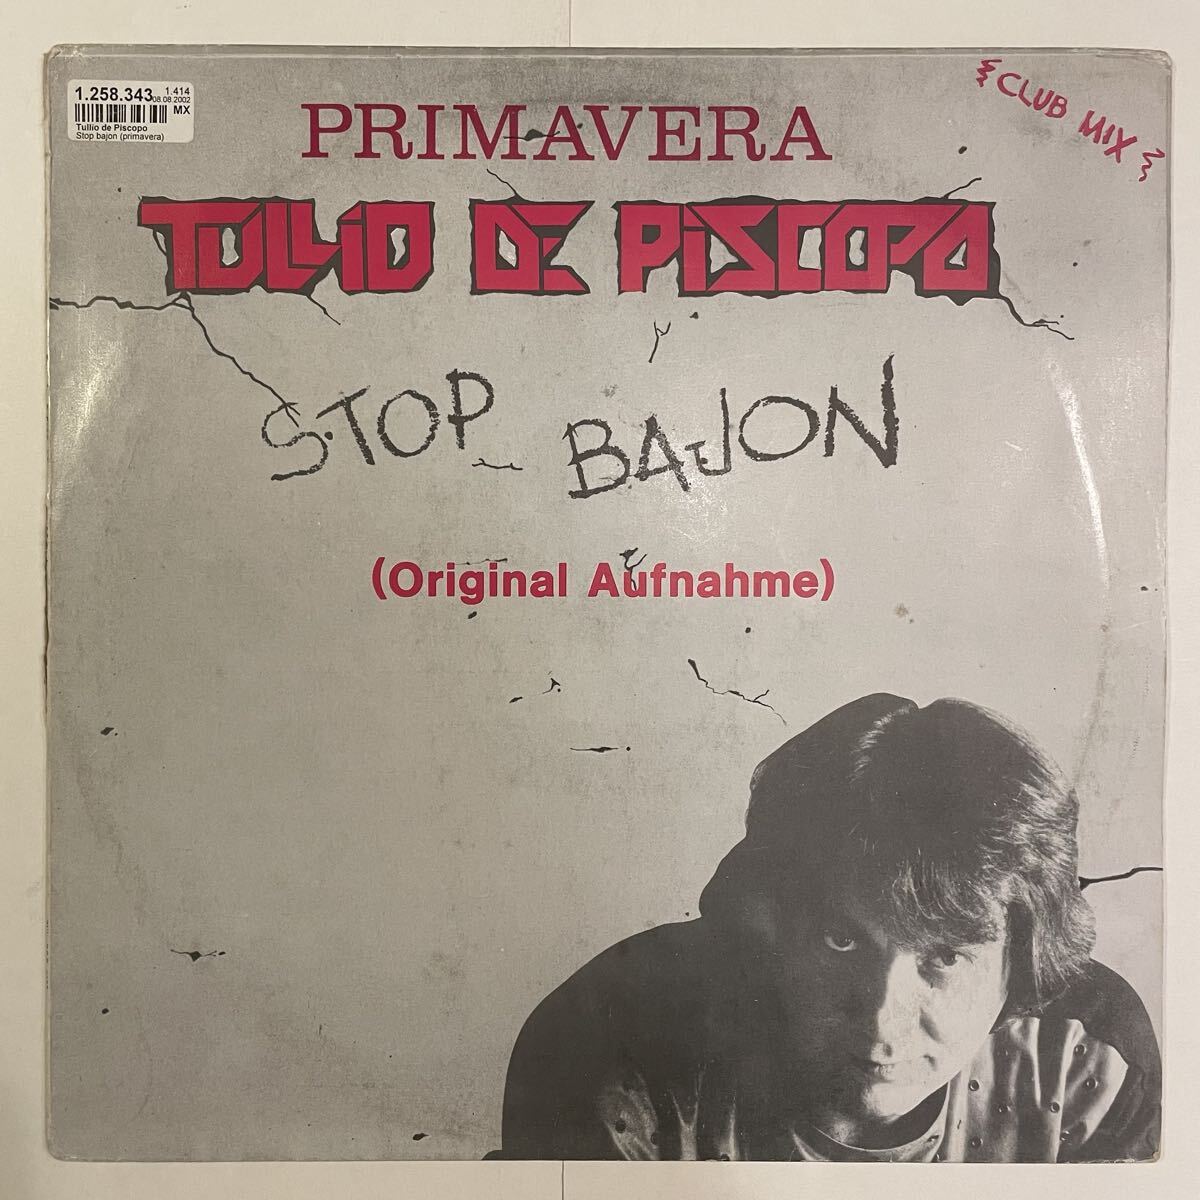 1.258.343 1.414
08.08.2002
MX
Tullio de Piscopo
Stop bajon (primavera)
CLUB MIX
PRIMAVERA
TULLiO DE PiSCOPO
STOP BAJON
(Original Aufnahme)